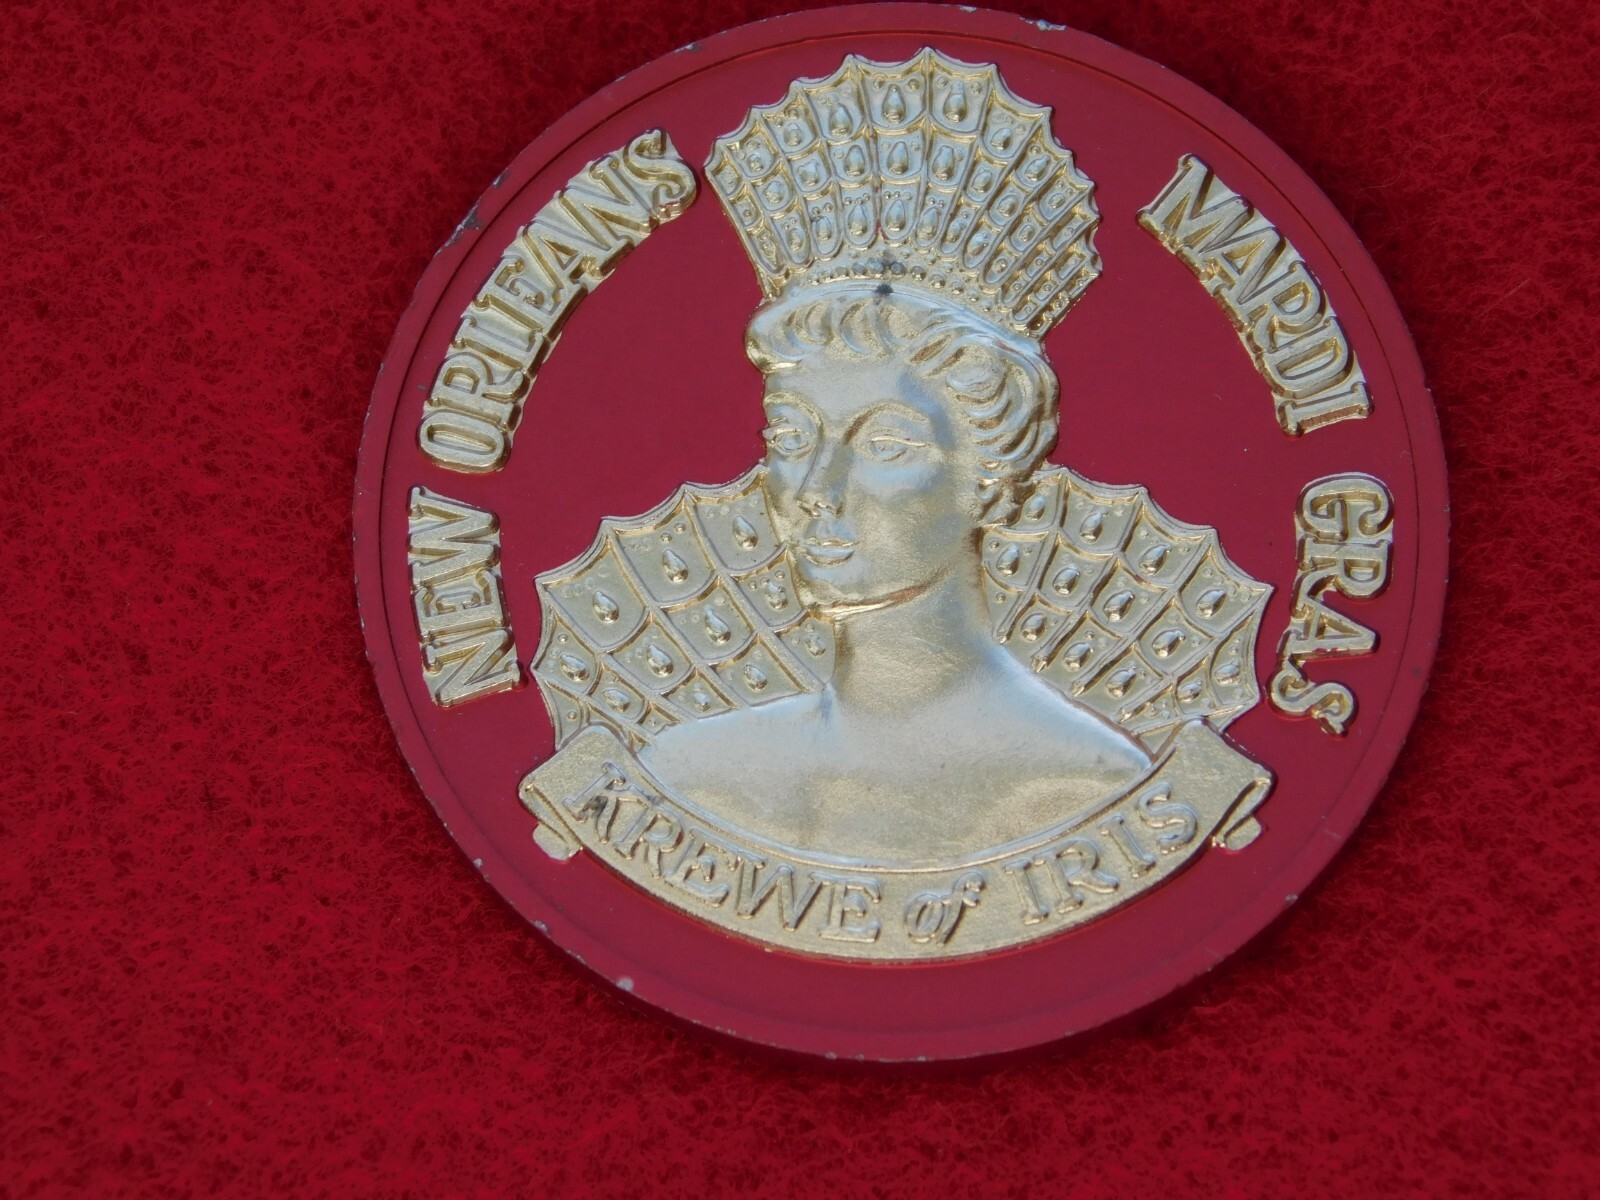 NEW ORLEANS
MARDI GRAS
KREWE of IRIS